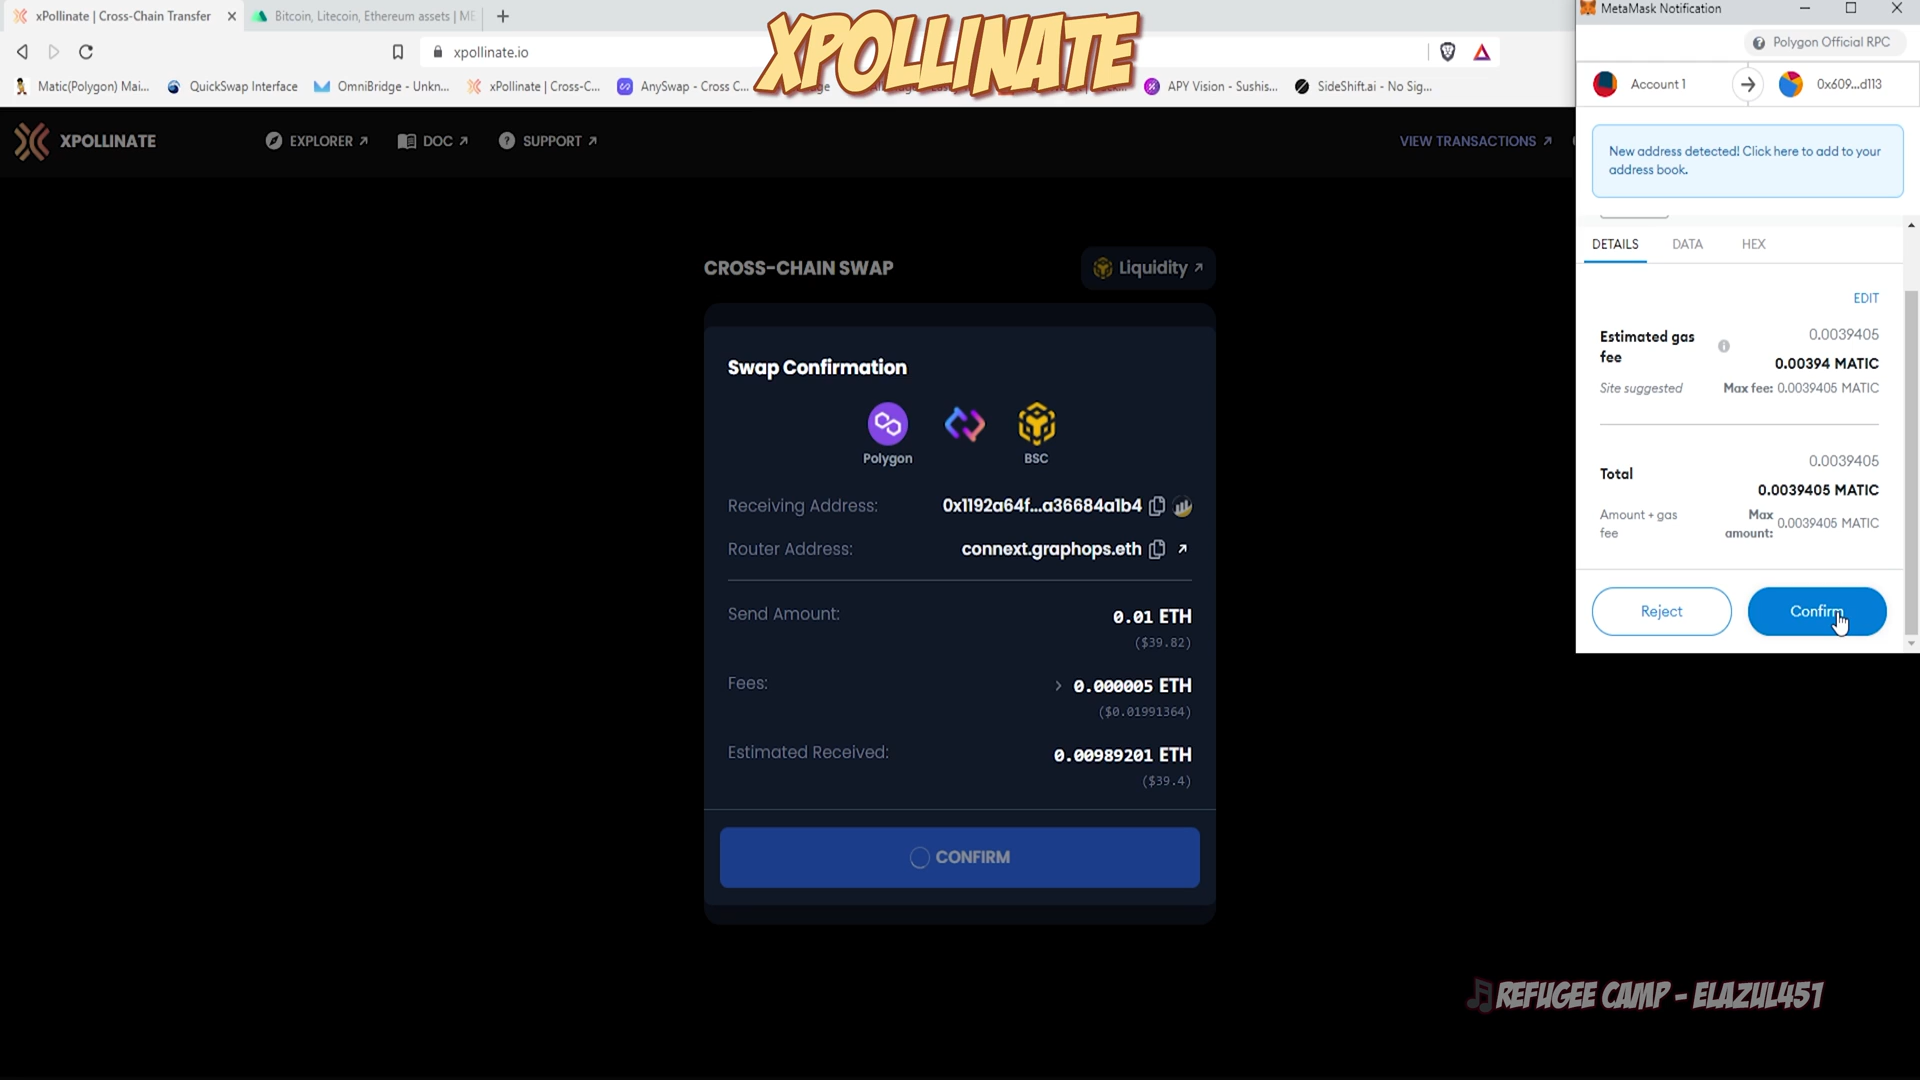 xPollinate | Cross-Chain Transfer
Bitcoin, Litecoin, Ethereum assets | ME
xpollinate.io
XPOLLINATE
Matic(Polygon) Mai...
QuickSwap Interface
OmniBridge - Unkn...
xPollinate | Cross-C...
AnySwap - Cross C...
APY Vision - Sushis...
SideShift.ai - No Sig...
XPOLLINATE
EXPLORER
DOC
SUPPORT
VIEW TRANSACTIONS
CROSS-CHAIN SWAP
Liquidity
Swap Confirmation
Polygon
BSC
Receiving Address: 0x1192a64f...a36684a1b4
Router Address: connext.graphops.eth
Send Amount: 0.01 ETH
($39.82)
Fees: > 0.000005 ETH
($0.01991364)
Estimated Received: 0.00989201 ETH
($39.4)
CONFIRM
MetaMask Notification
Polygon Official RPC
Account 1
0x609...d113
New address detected! Click here to add to your
address book.
DETAILS
DATA
HEX
EDIT
Estimated gas
fee
0.0039405
0.00394 MATIC
Site suggested
Max fee: 0.0039405 MATIC
Total
0.0039405
0.0039405 MATIC
Amount + gas
fee
Max
amount: 0.0039405 MATIC
Reject
Confirm
REFUGEE CAMP - ELAZUL451